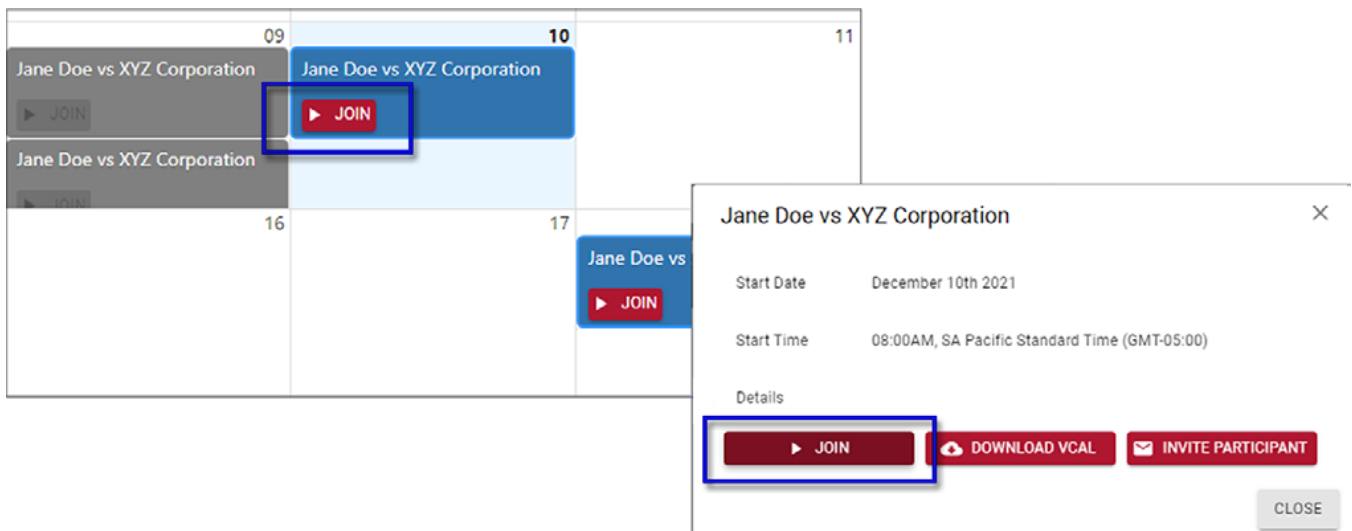 09
10
11
Jane Doe vs XYZ Corporation
Jane Doe vs XYZ Corporation
JOIN
JOIN
Jane Doe vs XYZ Corporation
JOIN
16
17
Jane Doe vs
JOIN
Jane Doe vs XYZ Corporation
Start Date December 10th 2021
Start Time 08:00AM, SA Pacific Standard Time (GMT-05:00)
Details
JOIN DOWNLOAD VCAL INVITE PARTICIPANT
CLOSE